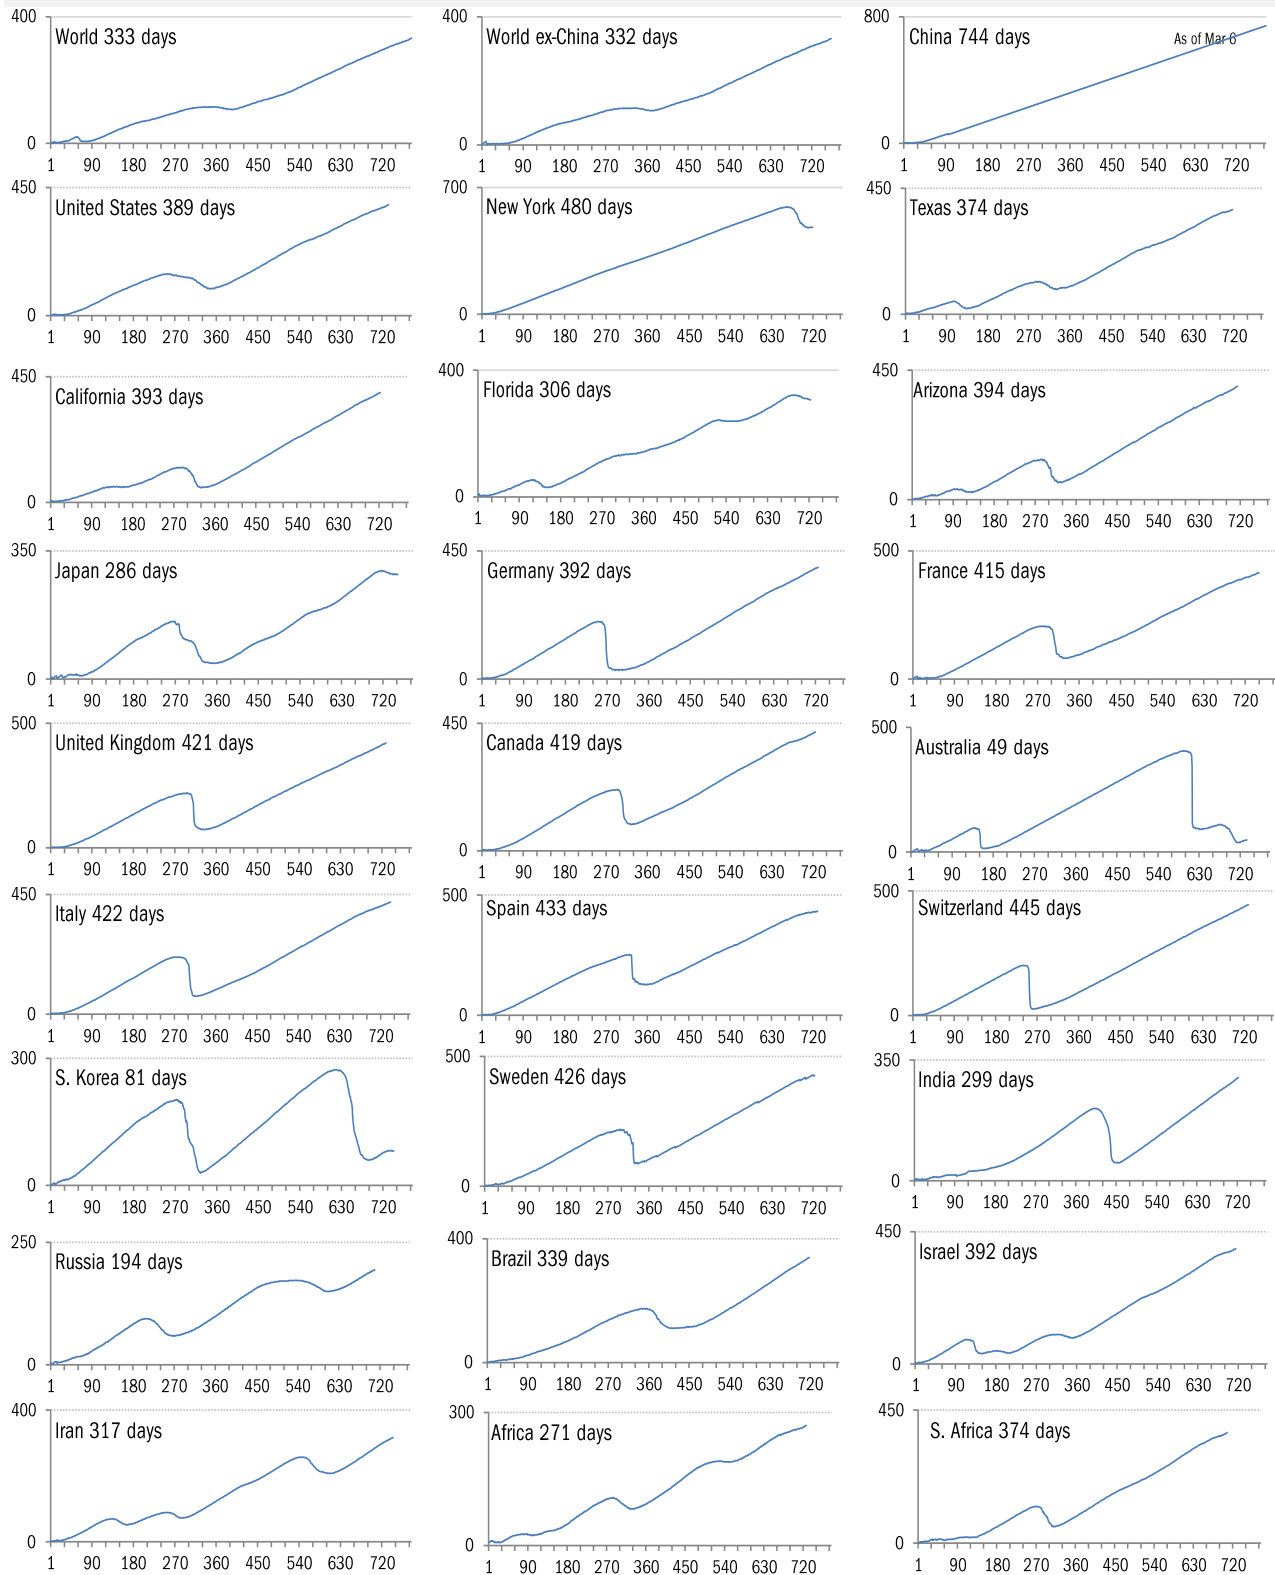 400
World 333 days
0
1 90 180 270 360 450 540 630 720
400
World ex-China 332 days
0
1 90 180 270 360 450 540 630 720
800
China 744 days
As of Mar 6
0
1 90 180 270 360 450 540 630 720
450
United States 389 days
0
1 90 180 270 360 450 540 630 720
700
New York 480 days
0
1 90 180 270 360 450 540 630 720
450
Texas 374 days
0
1 90 180 270 360 450 540 630 720
450
California 393 days
0
1 90 180 270 360 450 540 630 720
400
Florida 306 days
0
1 90 180 270 360 450 540 630 720
450
Arizona 394 days
0
1 90 180 270 360 450 540 630 720
350
Japan 286 days
0
1 90 180 270 360 450 540 630 720
450
Germany 392 days
0
1 90 180 270 360 450 540 630 720
500
France 415 days
0
1 90 180 270 360 450 540 630 720
500
United Kingdom 421 days
0
1 90 180 270 360 450 540 630 720
450
Canada 419 days
0
1 90 180 270 360 450 540 630 720
500
Australia 49 days
0
1 90 180 270 360 450 540 630 720
450
Italy 422 days
0
1 90 180 270 360 450 540 630 720
500
Spain 433 days
0
1 90 180 270 360 450 540 630 720
500
Switzerland 445 days
0
1 90 180 270 360 450 540 630 720
300
S. Korea 81 days
0
1 90 180 270 360 450 540 630 720
500
Sweden 426 days
0
1 90 180 270 360 450 540 630 720
350
India 299 days
0
1 90 180 270 360 450 540 630 720
250
Russia 194 days
0
1 90 180 270 360 450 540 630 720
400
Brazil 339 days
0
1 90 180 270 360 450 540 630 720
450
Israel 392 days
0
1 90 180 270 360 450 540 630 720
400
Iran 317 days
0
1 90 180 270 360 450 540 630 720
300
Africa 271 days
0
1 90 180 270 360 450 540 630 720
450
S. Africa 374 days
0
1 90 180 270 360 450 540 630 720